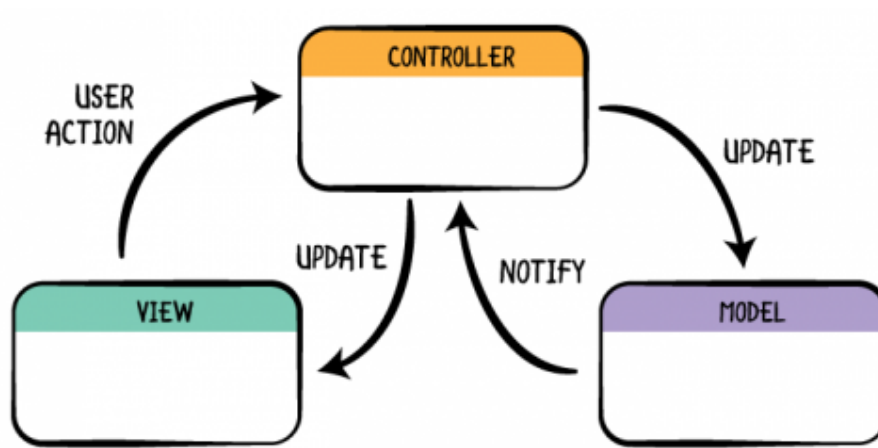 CONTROLLER
USER
ACTION
UPDATE
UPDATE
NOTIFY
VIEW
MODEL